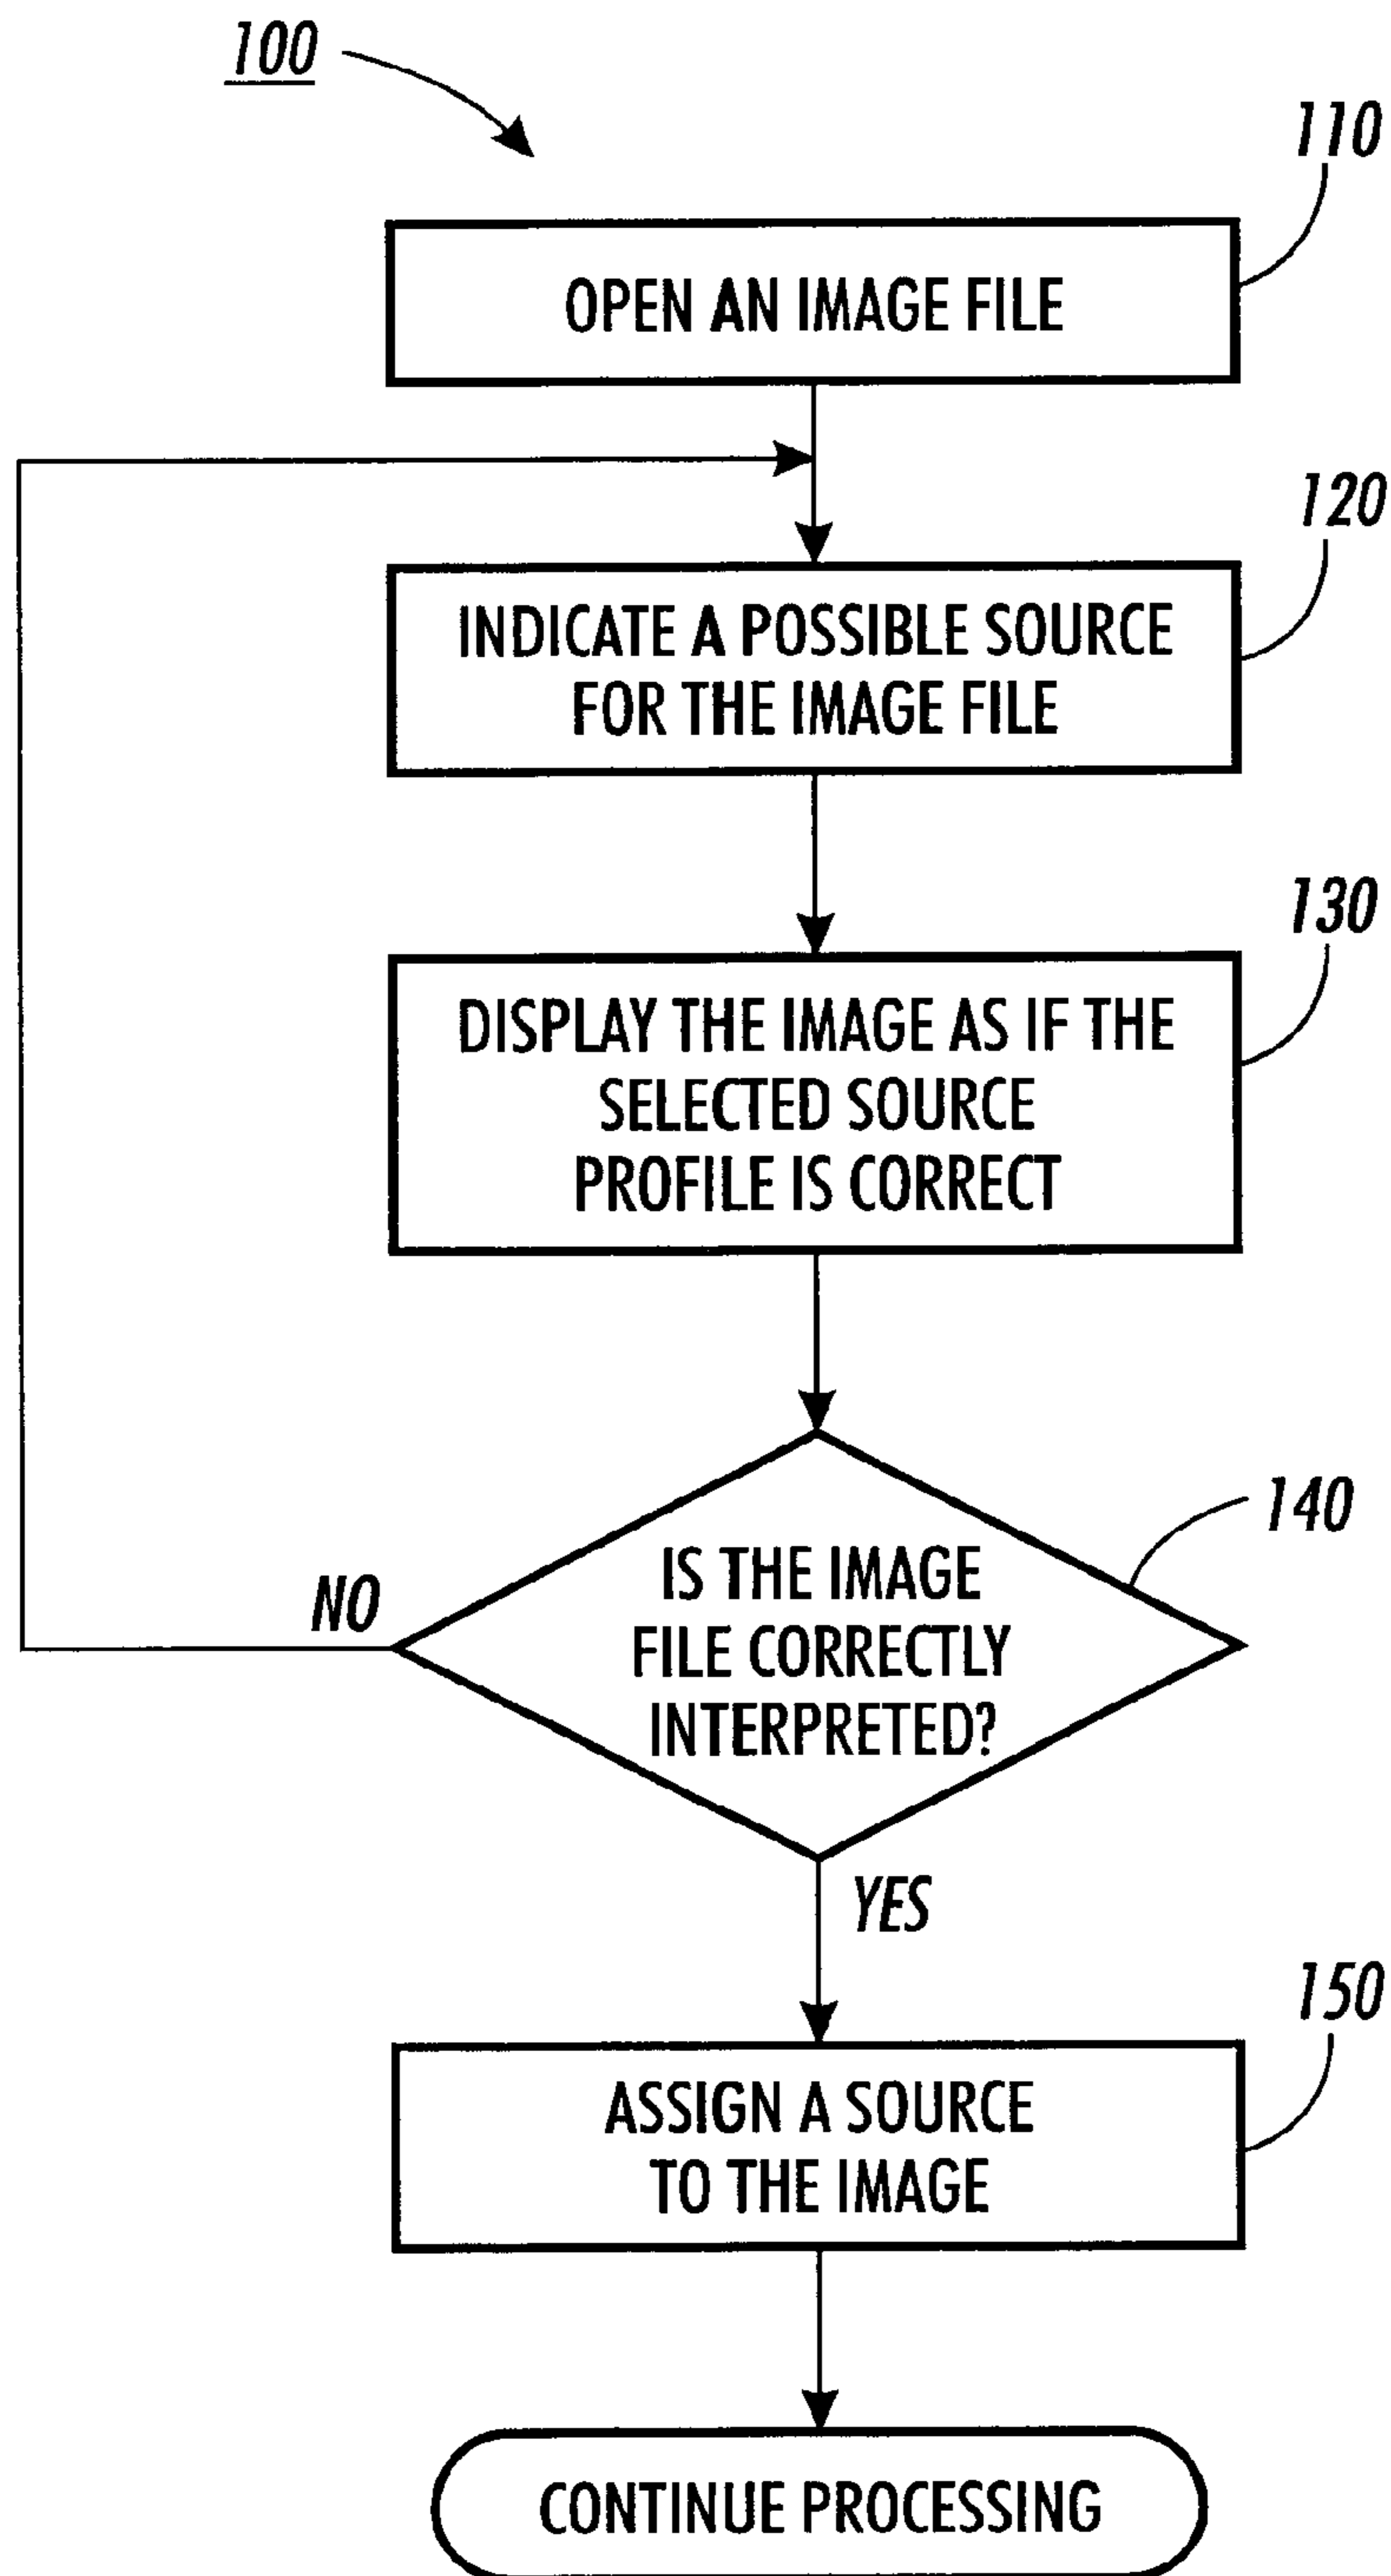 100
110
OPEN AN IMAGE FILE
120
INDICATE A POSSIBLE SOURCE
FOR THE IMAGE FILE
130
DISPLAY THE IMAGE AS IF THE
SELECTED SOURCE
PROFILE IS CORRECT
140
IS THE IMAGE
FILE CORRECTLY
INTERPRETED?
NO
YES
150
ASSIGN A SOURCE
TO THE IMAGE
CONTINUE PROCESSING